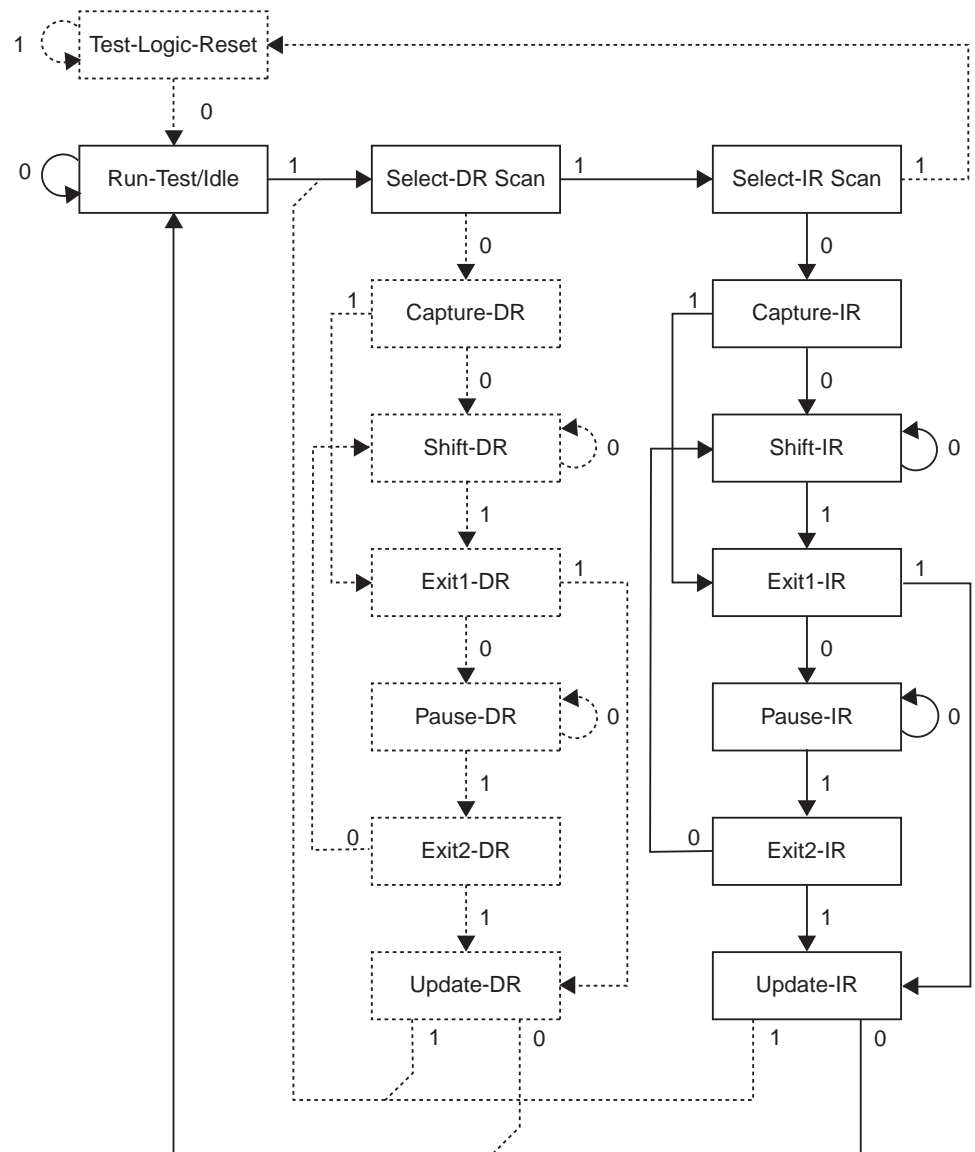 1
Test-Logic-Reset
0
0
Run-Test/Idle
1
Select-DR Scan
1
Select-IR Scan
1
0
0
1
Capture-DR
1
Capture-IR
0
0
Shift-DR
0
Shift-IR
0
1
1
Exit1-DR
1
Exit1-IR
1
0
0
Pause-DR
0
Pause-IR
0
1
1
0
Exit2-DR
0
Exit2-IR
1
1
Update-DR
Update-IR
1
0
1
0